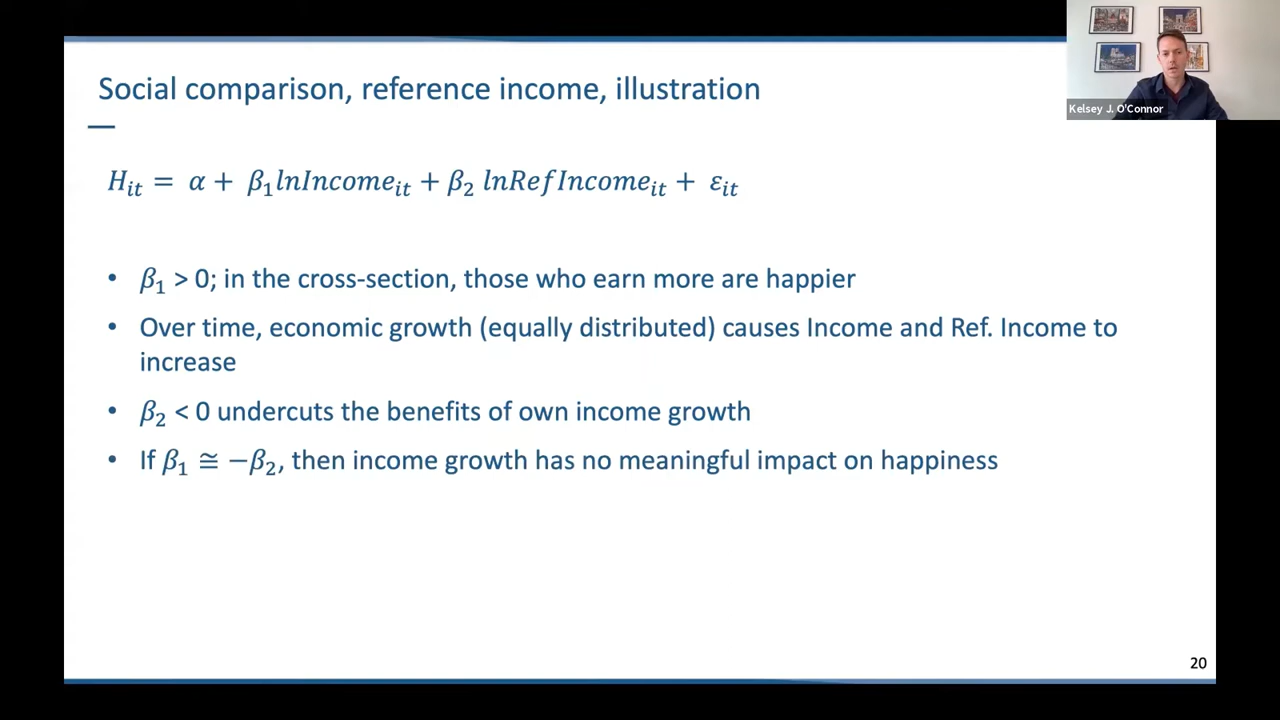 Kelsey J. O'Connor
Social comparison, reference income, illustration
H_it = α + β₁lnIncome_it + β₂ lnRefIncome_it + ε_it
• β₁ > 0; in the cross-section, those who earn more are happier
• Over time, economic growth (equally distributed) causes Income and Ref. Income to
increase
• β₂ < 0 undercuts the benefits of own income growth
• If β₁ ≅ −β₂, then income growth has no meaningful impact on happiness
20